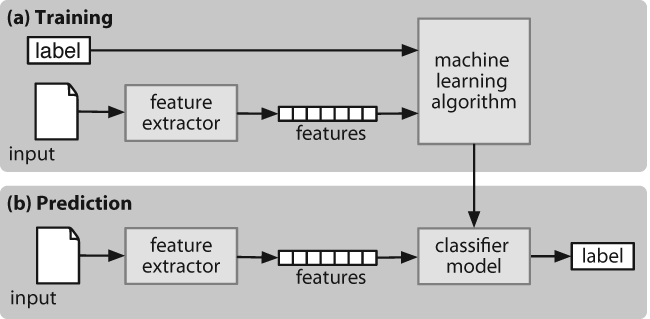 (a) Training
label
machine
learning
algorithm
feature
extractor
features
input
(b) Prediction
feature
extractor
features
classifier
model
label
input